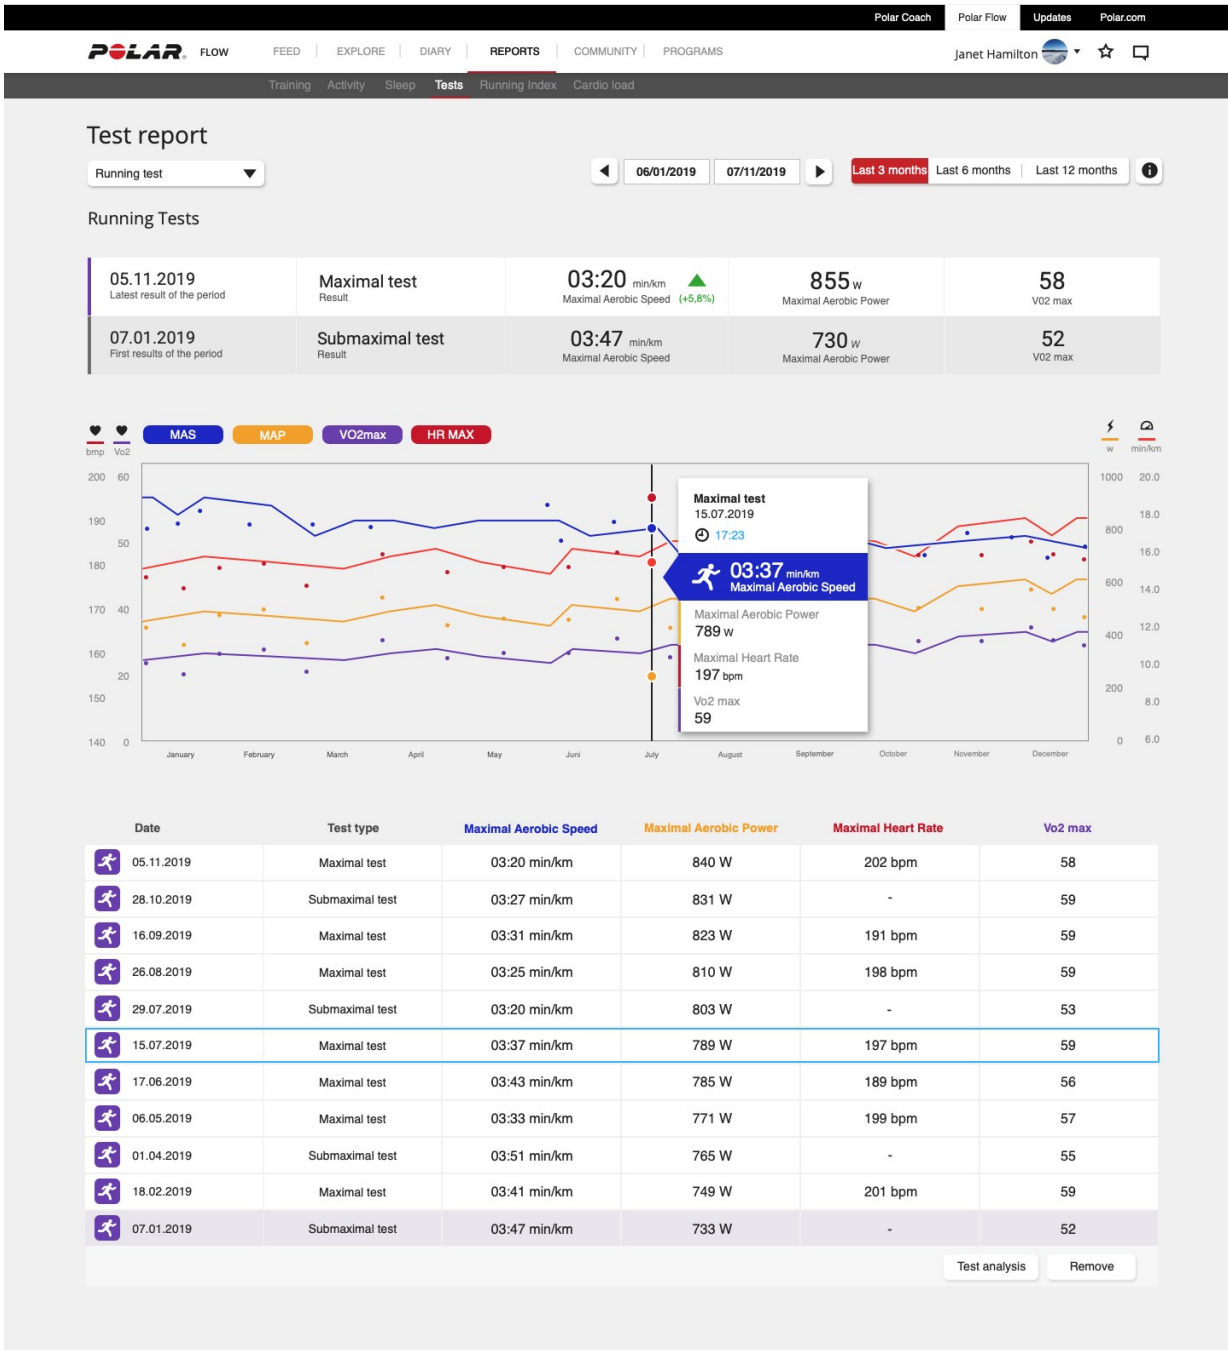 Polar Coach Polar Flow Updates Polar.com
POLAR. FLOW FEED EXPLORE DIARY REPORTS COMMUNITY PROGRAMS Janet Hamilton
Training Activity Sleep Tests Running Index Cardio load
Test report
Running test 06/01/2019 07/11/2019 Last 3 months Last 6 months Last 12 months
Running Tests
05.11.2019 Maximal test 03:20 min/km 855 w 58
Latest result of the period Result Maximal Aerobic Speed (+5,8%) Maximal Aerobic Power V02 max
07.01.2019 Submaximal test 03:47 min/km 730 w 52
First results of the period Result Maximal Aerobic Speed Maximal Aerobic Power V02 max
MAS MAP VO2max HR MAX
bmp Vo2 w min/km
200 60 1000 20.0
190 18.0
800
50 16.0
180
600 14.0
170 40
12.0
400
160 10.0
20
200
150 8.0
140 0 0 6.0
Maximal test
15.07.2019
17:23
03:37 min/km
Maximal Aerobic Speed
Maximal Aerobic Power
789 w
Maximal Heart Rate
197 bpm
Vo2 max
59
January February March April May Juni July August September October November December
Date Test type Maximal Aerobic Speed Maximal Aerobic Power Maximal Heart Rate Vo2 max
05.11.2019 Maximal test 03:20 min/km 840 W 202 bpm 58
28.10.2019 Submaximal test 03:27 min/km 831 W - 59
16.09.2019 Maximal test 03:31 min/km 823 W 191 bpm 59
26.08.2019 Maximal test 03:25 min/km 810 W 198 bpm 59
29.07.2019 Submaximal test 03:20 min/km 803 W - 53
15.07.2019 Maximal test 03:37 min/km 789 W 197 bpm 59
17.06.2019 Maximal test 03:43 min/km 785 W 189 bpm 56
06.05.2019 Maximal test 03:33 min/km 771 W 199 bpm 57
01.04.2019 Submaximal test 03:51 min/km 765 W - 55
18.02.2019 Maximal test 03:41 min/km 749 W 201 bpm 59
07.01.2019 Submaximal test 03:47 min/km 733 W - 52
Test analysis Remove